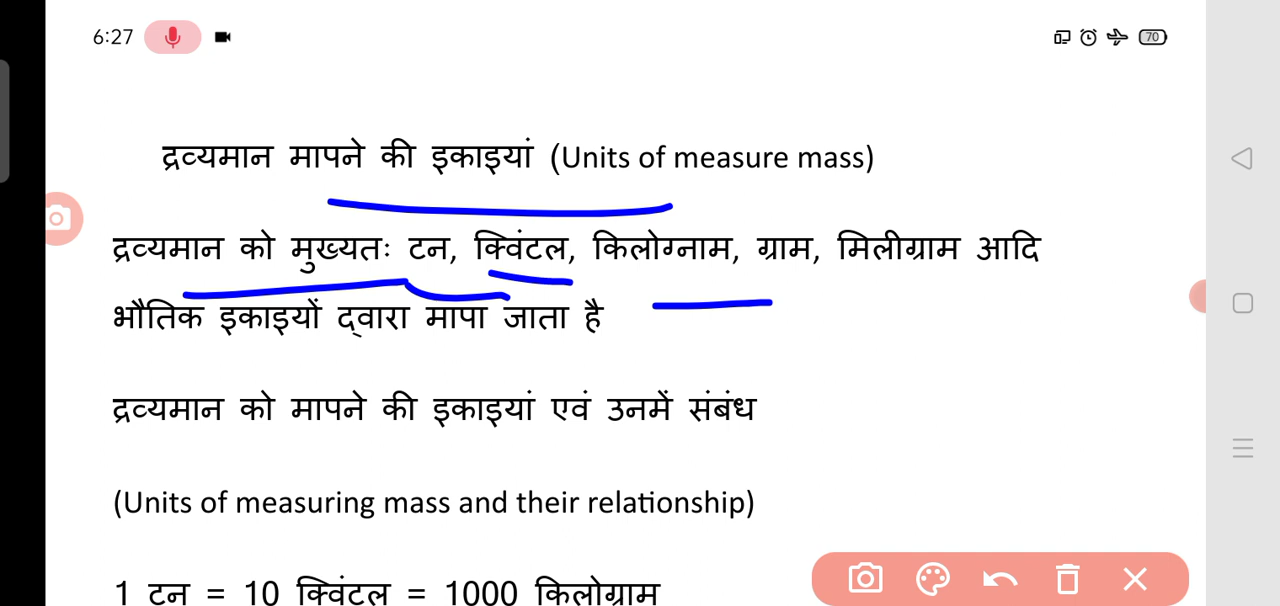 6:27
70
द्रव्यमान मापने की इकाइयां (Units of measure mass)
द्रव्यमान को मुख्यतः टन, क्विंटल, किलोग्नाम, ग्राम, मिलीग्राम आदि
भौतिक इकाइयों द्वारा मापा जाता है
द्रव्यमान को मापने की इकाइयां एवं उनमें संबंध
(Units of measuring mass and their relationship)
1 टन = 10 क्विंटल = 1000 किलोग्राम